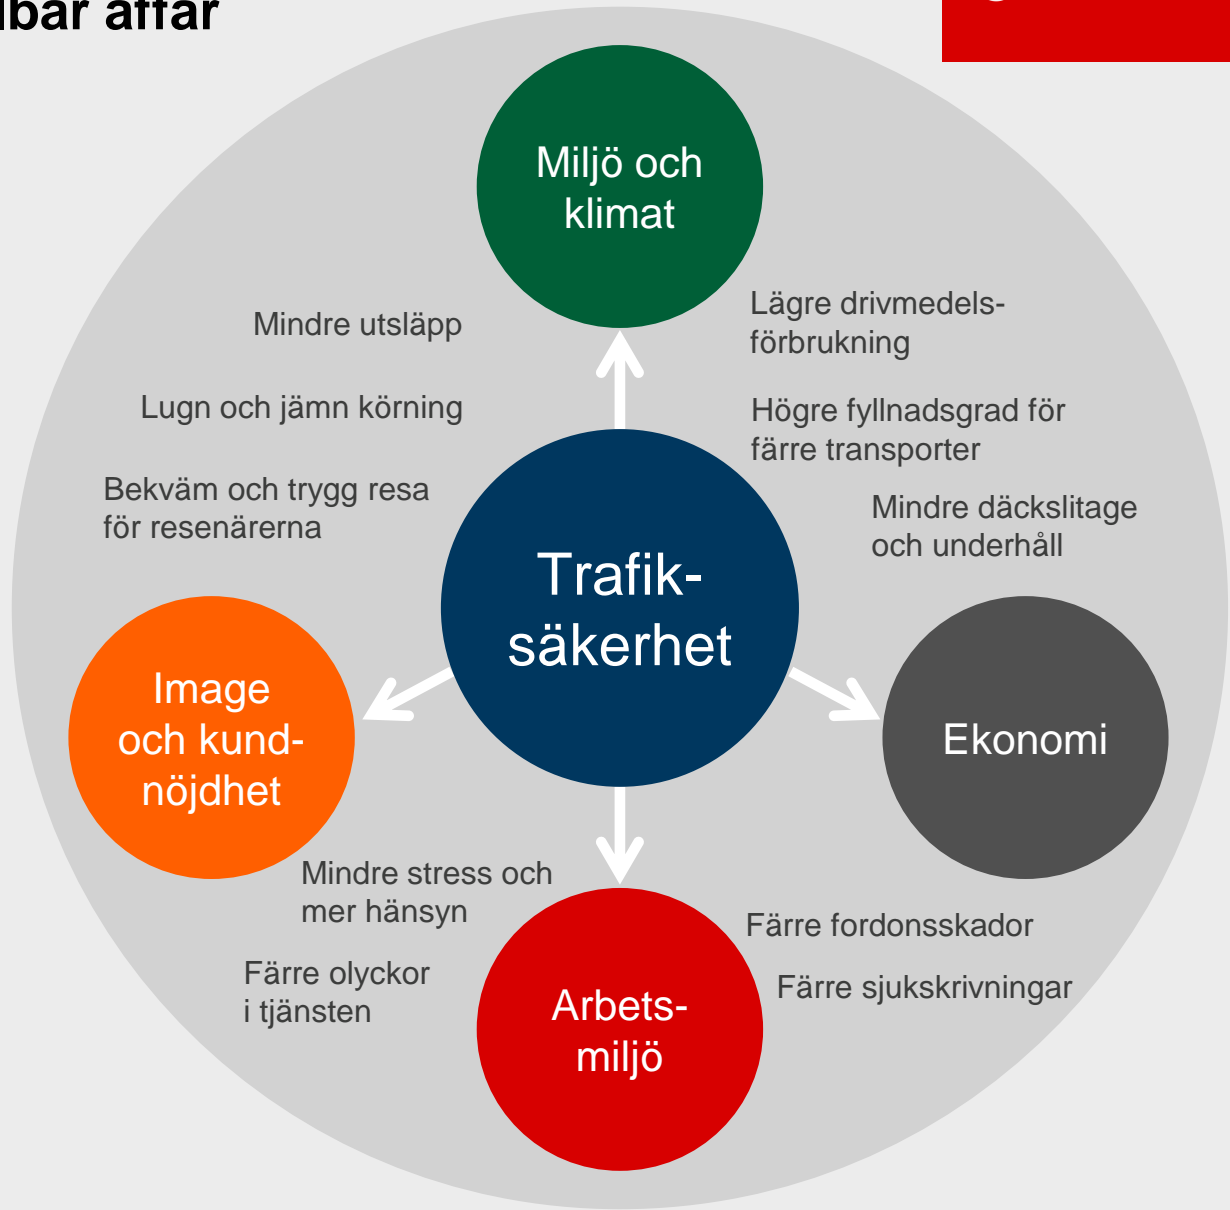 lbar affär
Miljö och
klimat
Mindre utsläpp
Lägre drivmedels-
förbrukning
Lugn och jämn körning
Högre fyllnadsgrad för
färre transporter
Bekväm och trygg resa
för resenärerna
Mindre däckslitage
och underhåll
Trafik-
säkerhet
Image
och kund-
nöjdhet
Ekonomi
Mindre stress och
mer hänsyn
Färre fordonsskador
Färre olyckor
i tjänsten
Färre sjukskrivningar
Arbets-
miljö